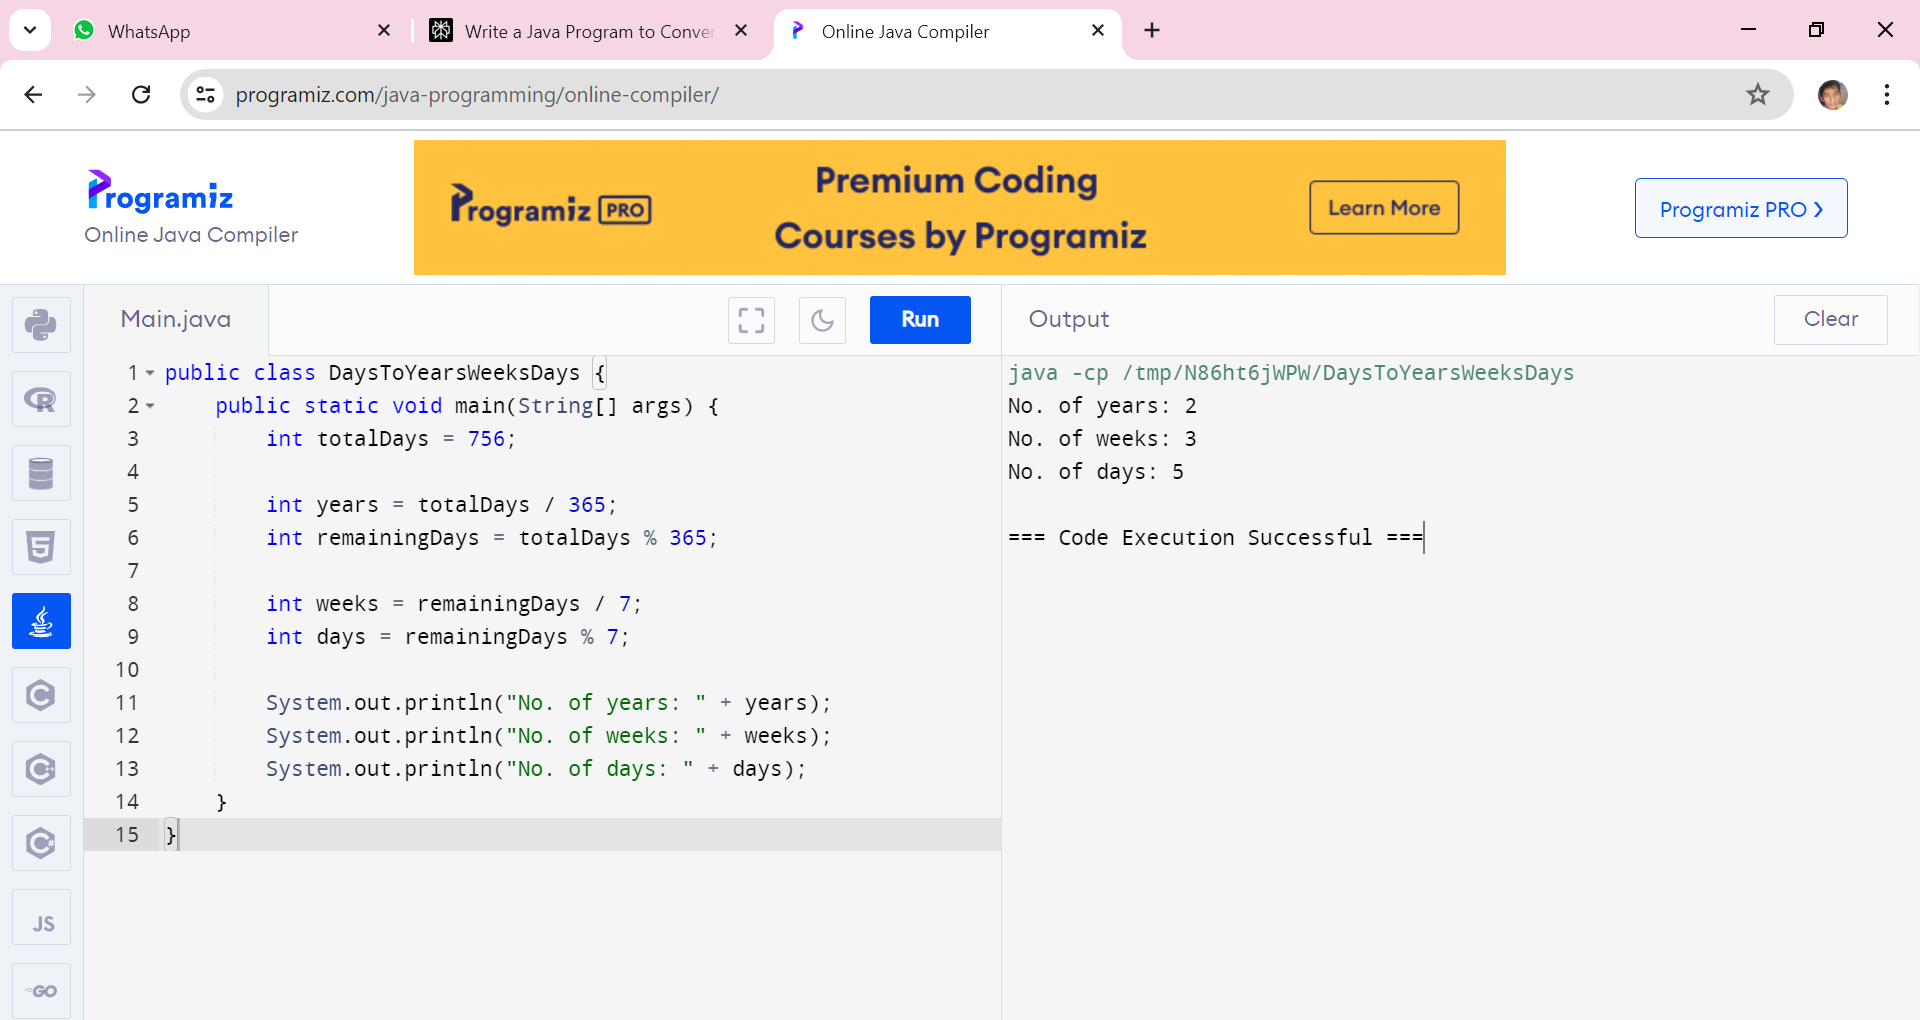 WhatsApp
Write a Java Program to Conver
Online Java Compiler
programiz.com/java-programming/online-compiler/
Programiz
Online Java Compiler
Programiz PRO
Premium Coding
Courses by Programiz
Learn More
Programiz PRO ❯
Main.java
Run
Output
Clear
1 public class DaysToYearsWeeksDays {
2     public static void main(String[] args) {
3         int totalDays = 756;
4
5         int years = totalDays / 365;
6         int remainingDays = totalDays % 365;
7
8         int weeks = remainingDays / 7;
9         int days = remainingDays % 7;
10
11         System.out.println("No. of years: " + years);
12         System.out.println("No. of weeks: " + weeks);
13         System.out.println("No. of days: " + days);
14     }
15 }
java -cp /tmp/N86ht6jWPW/DaysToYearsWeeksDays
No. of years: 2
No. of weeks: 3
No. of days: 5
=== Code Execution Successful ===
R
5
C
C++
C#
JS
GO